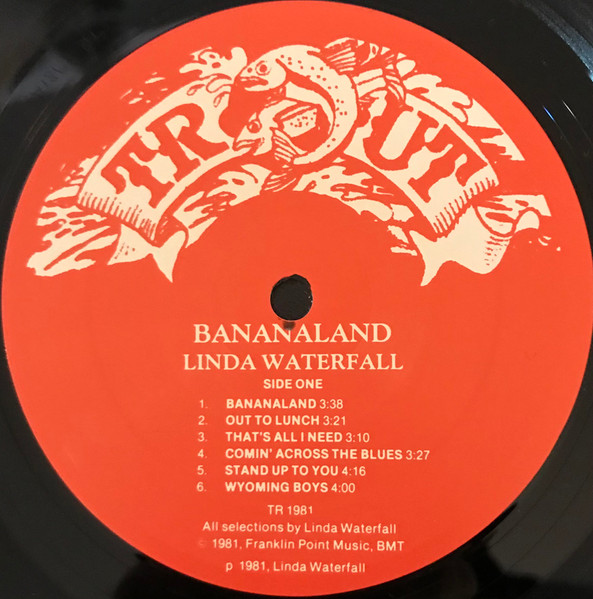 TROUT
BANANALAND
LINDA WATERFALL
SIDE ONE
1. BANANALAND 3:38
2. OUT TO LUNCH 3:21
3. THAT'S ALL I NEED 3:10
4. COMIN' ACROSS THE BLUES 3:27
5. STAND UP TO YOU 4:16
6. WYOMING BOYS 4:00
TR 1981
All selections by Linda Waterfall
© 1981, Franklin Point Music, BMT
p 1981, Linda Waterfall